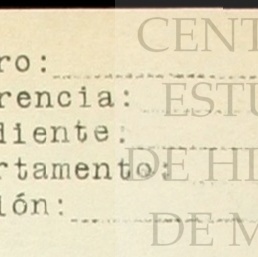 ro:
rencia:
diente:
rtamento:
ión:
CENT
ESTU
DE HI
DE M